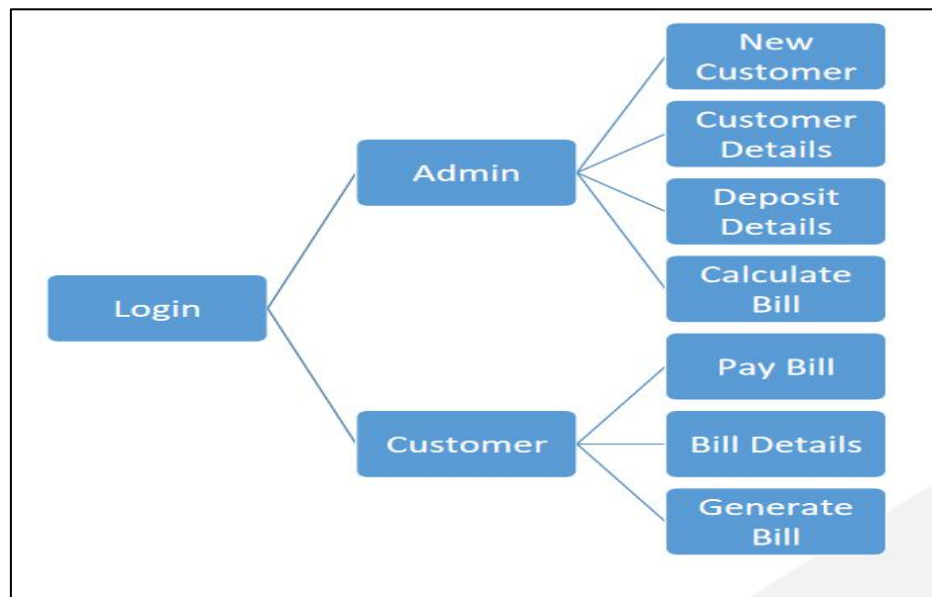 Login
Admin
Customer
New
Customer
Customer
Details
Deposit
Details
Calculate
Bill
Pay Bill
Bill Details
Generate
Bill